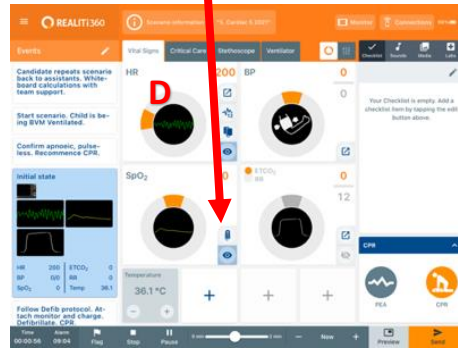 REALITi360
Scenario information
Monitor
Connections
Events
Vital Signs
Critical Care
Stethoscope
Ventilator
Checklist
Sounds
Media
Labs
Candidate repeats scenario
back to assistants. White-
board calculations with
team support.
Start scenario. Child is be-
ing BVM Ventilated.
Confirm apnoeic, pulse-
less. Recommence CPR.
Initial state
HR 200 ETCO₂ 0
BP 0/0 RR 0
SpO₂ 0 Temp 36.1
Follow Defib protocol. At-
tach monitor and charge.
Defibrillate. CPR
HR
200
D
BP
0
0
SpO₂
0
ETCO₂
RR
0
12
Temperature
36.1 °C
Your Checklist is empty. Add a
checklist item by tapping the edit
button above.
CPR
PEA
CPR
Time
00:00:56
Alarm
09:04
Flag
Stop
Pause
Now
Preview
Send